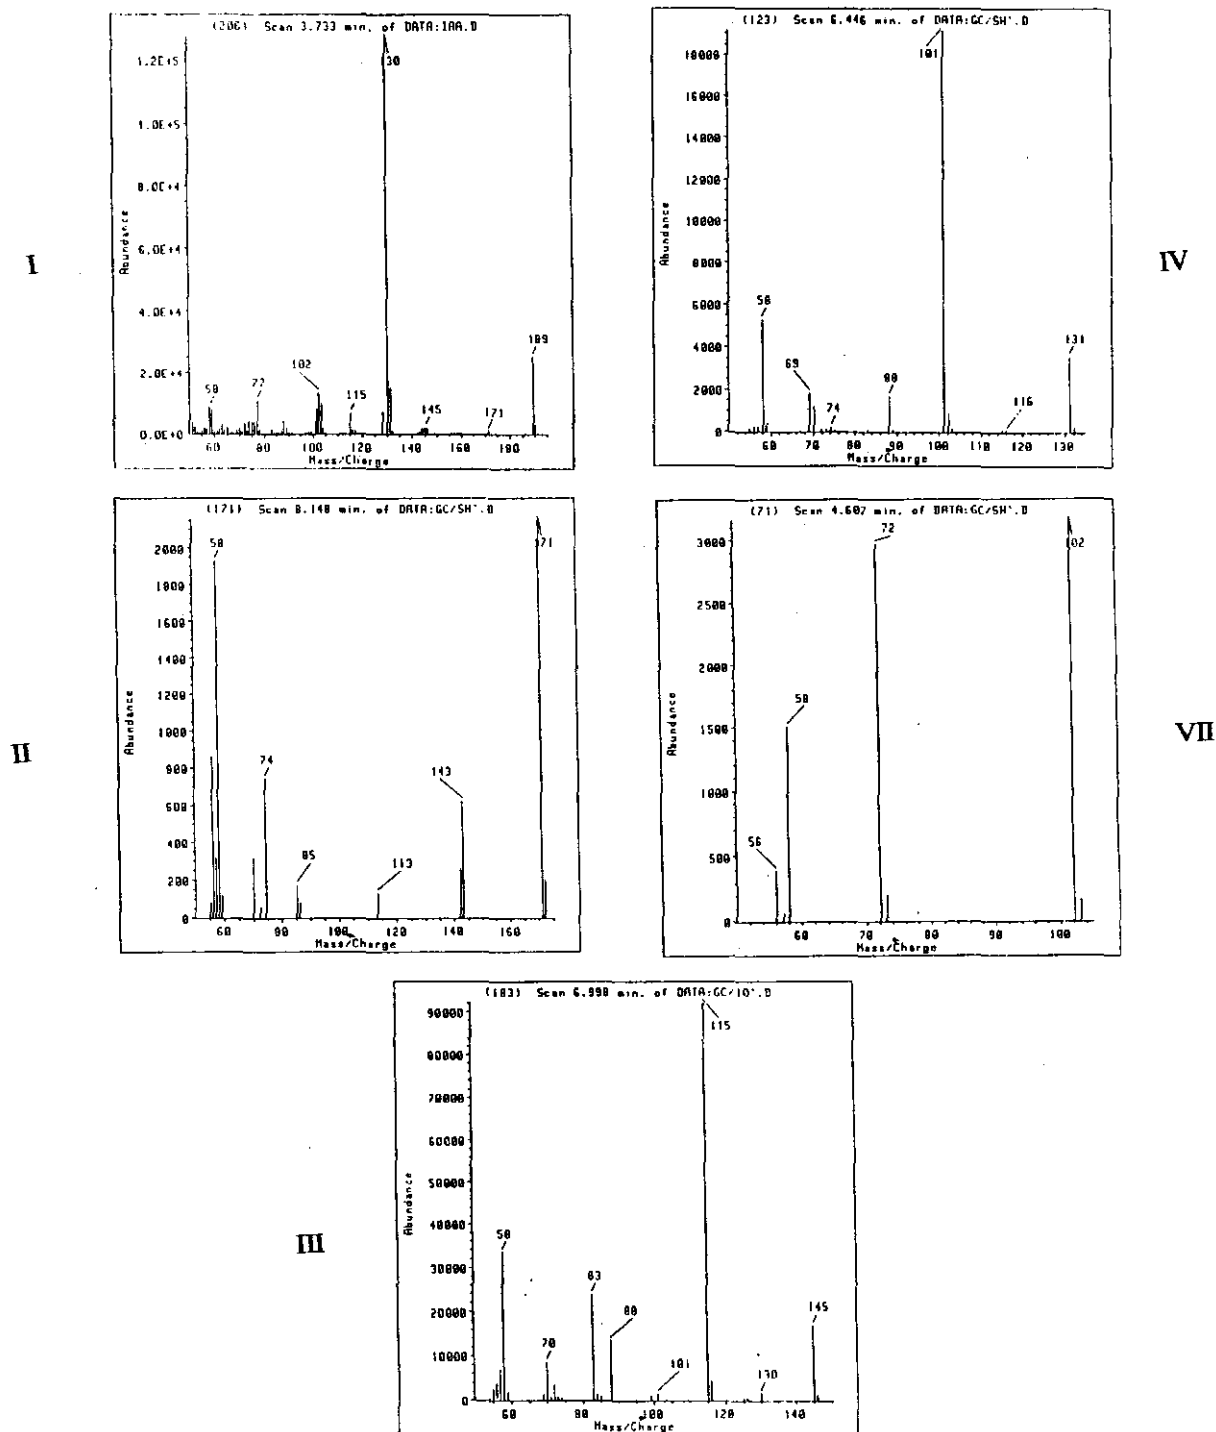 (206) Scan 3.733 min. of DATA:IAA.D
1.2E+5
1.0E+5
8.0E+4
6.0E+4
4.0E+4
2.0E+4
0.0E+0
Abundance
30
189
102
58
77
115
145
171
60 80 100 120 140 160 180
Mass/Charge
I
(123) Scan 6.446 min. of DATA:GC/SH'.D
18000
16000
14000
12000
10000
8000
6000
4000
2000
0
Abundance
101
58
131
69
88
74
116
60 70 80 90 100 110 120 130
Mass/Charge
IV
(171) Scan 8.148 min. of DATA:GC/SH'.D
2000
1800
1600
1400
1200
1000
800
600
400
200
0
Abundance
58
71
74
143
85
113
60 80 100 120 140 160
Mass/Charge
II
(71) Scan 4.607 min. of DATA:GC/SH'.D
3000
2500
2000
1500
1000
500
0
Abundance
72
102
58
56
60 70 80 90 100
Mass/Charge
VII
(183) Scan 6.998 min. of DATA:GC/IO'.D
90000
80000
70000
60000
50000
40000
30000
20000
10000
0
Abundance
115
58
83
88
70
101
130
145
60 80 100 120 140
Mass/Charge
III